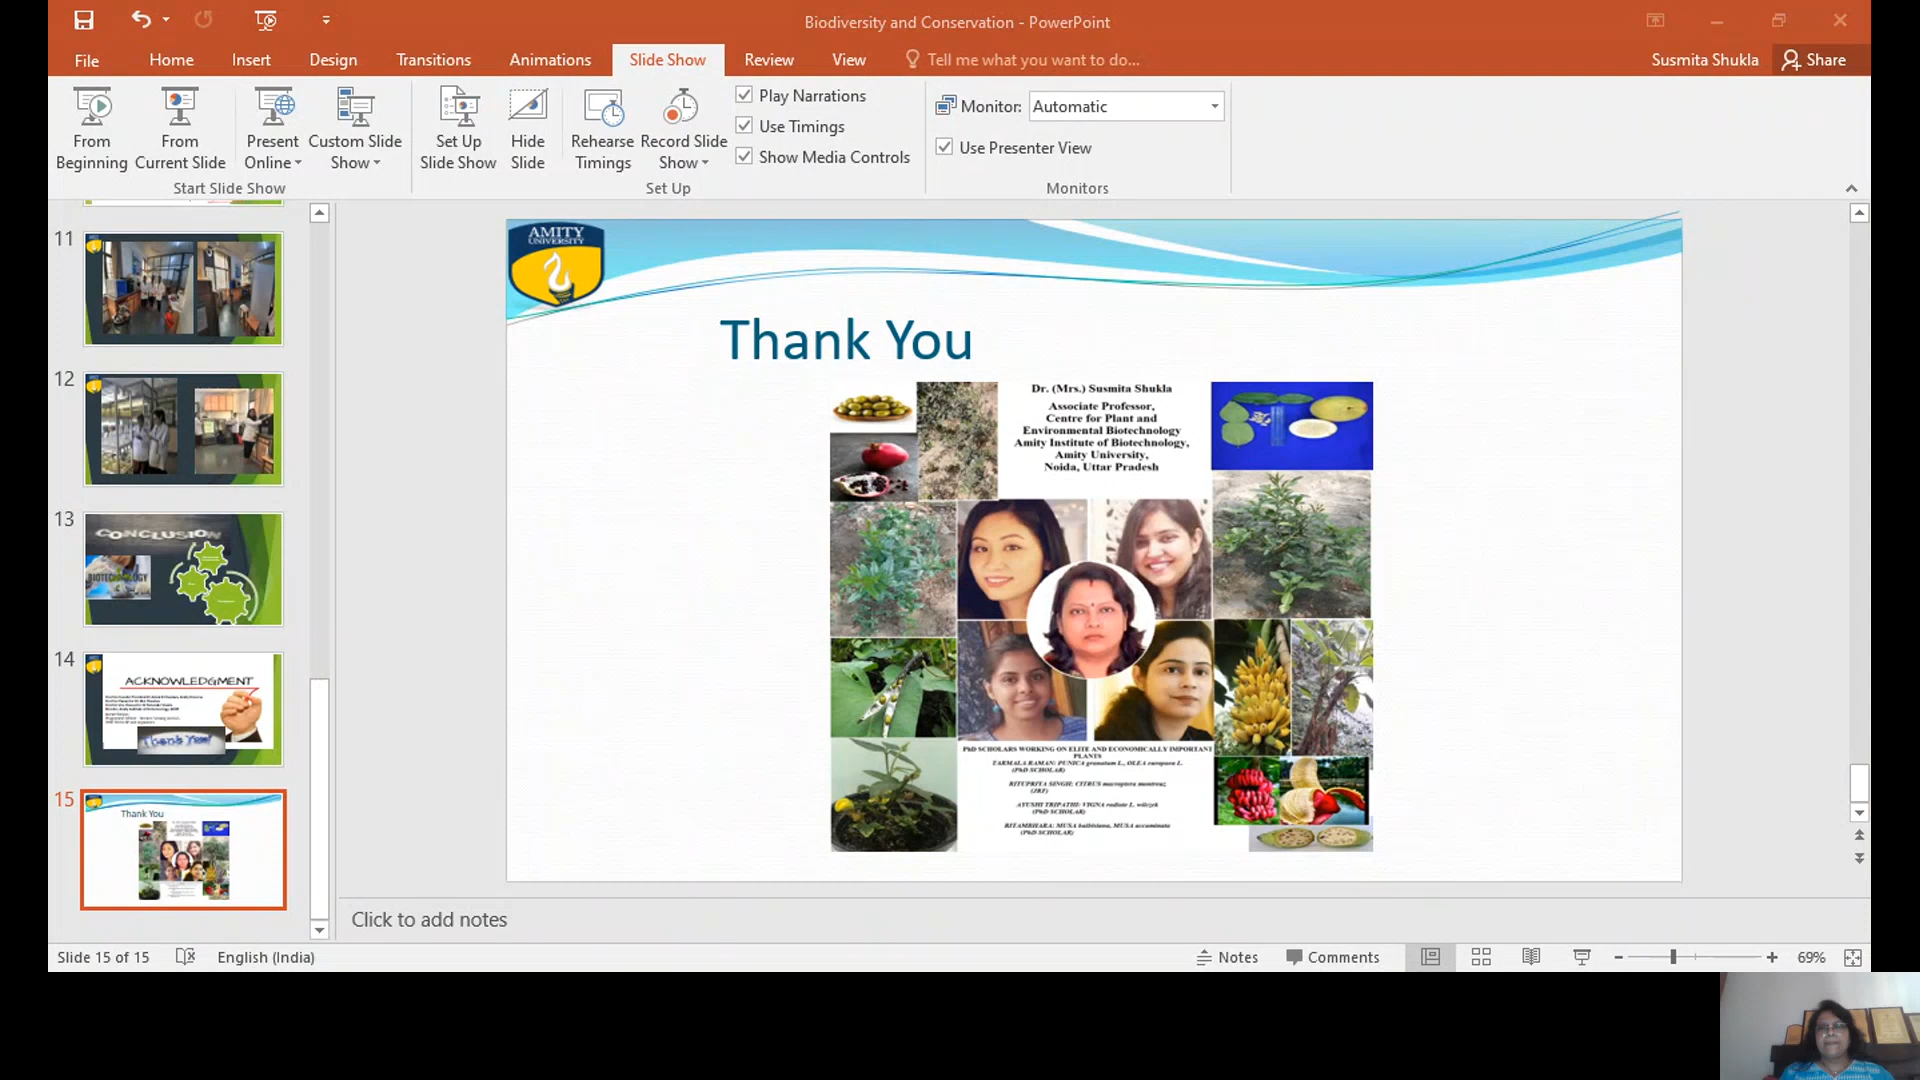 Biodiversity and Conservation - PowerPoint
File Home Insert Design Transitions Animations Slide Show Review View Tell me what you want to do... Susmita Shukla Share
From Beginning
From Current Slide
Present Online
Custom Slide Show
Start Slide Show
Set Up Slide Show
Hide Slide
Rehearse Timings
Record Slide Show
Play Narrations
Use Timings
Show Media Controls
Set Up
Monitor: Automatic
Use Presenter View
Monitors
11
12
13
CONCLUSION
BIOTECHNOLOGY
14
ACKNOWLEDGMENT
Thank You!
15
Thank You
AMITY
UNIVERSITY
Thank You
Dr. (Mrs.) Susmita Shukla
Associate Professor,
Centre for Plant and
Environmental Biotechnology
Amity Institute of Biotechnology,
Amity University,
Noida, Uttar Pradesh
PhD SCHOLARS WORKING ON ELITE AND ECONOMICALLY IMPORTANT
PLANTS
TARMALA RAMAN: PUNICA granatum L., OLEA europaea L.
(PhD SCHOLAR)
RITUPRIYA SINGH: CITRUS macroptera montrouz
(JRF)
AYUSHI TRIPATHI: VIGNA radiate L. wilczyk
(PhD SCHOLAR)
RITAMBHARA: MUSA balbisiana, MUSA accuminate
(PhD SCHOLAR)
Click to add notes
Slide 15 of 15 English (India) Notes Comments 69%